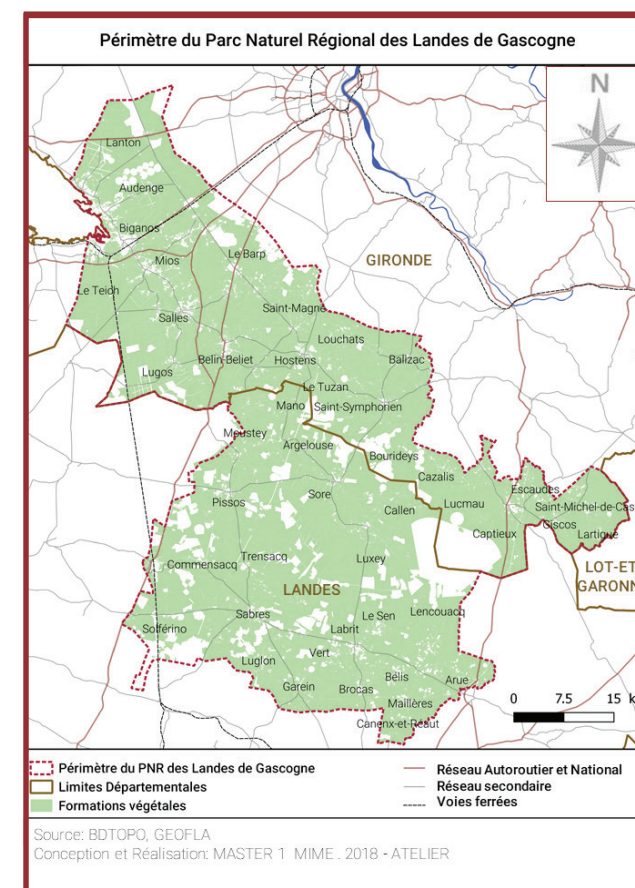 Périmètre du Parc Naturel Régional des Landes de Gascogne
N
Lanton
Audenge
Biganos
Mios
Le Barp
GIRONDE
Le Teich
Salles
Saint-Magne
Louchats
Belin-Beliet
Hostens
Balizac
Lugos
Le Tuzan
Mano
Saint-Symphorien
Moustey
Argelouse
Bourideys
Cazalis
Pissos
Sore
Callen
Lucmau
Escaudes
Saint-Michel-de-Cas
Captieux
Giscos
Lartigue
Commensacq
Trensacq
Luxey
LOT-ET
GARONN
LANDES
Sabres
Le Sen
Lencouacq
Solférino
Labrit
Luglon
Vert
Garein
Brocas
Bélis
Arue
Maillères
Canenx-et-Réaut
0 7.5 15 k
Périmètre du PNR des Landes de Gascogne
Limites Départementales
Formations végétales
Réseau Autoroutier et National
Réseau secondaire
Voies ferrées
Source: BDTOPO, GEOFLA
Conception et Réalisation: MASTER 1 MIME . 2018 - ATELIER